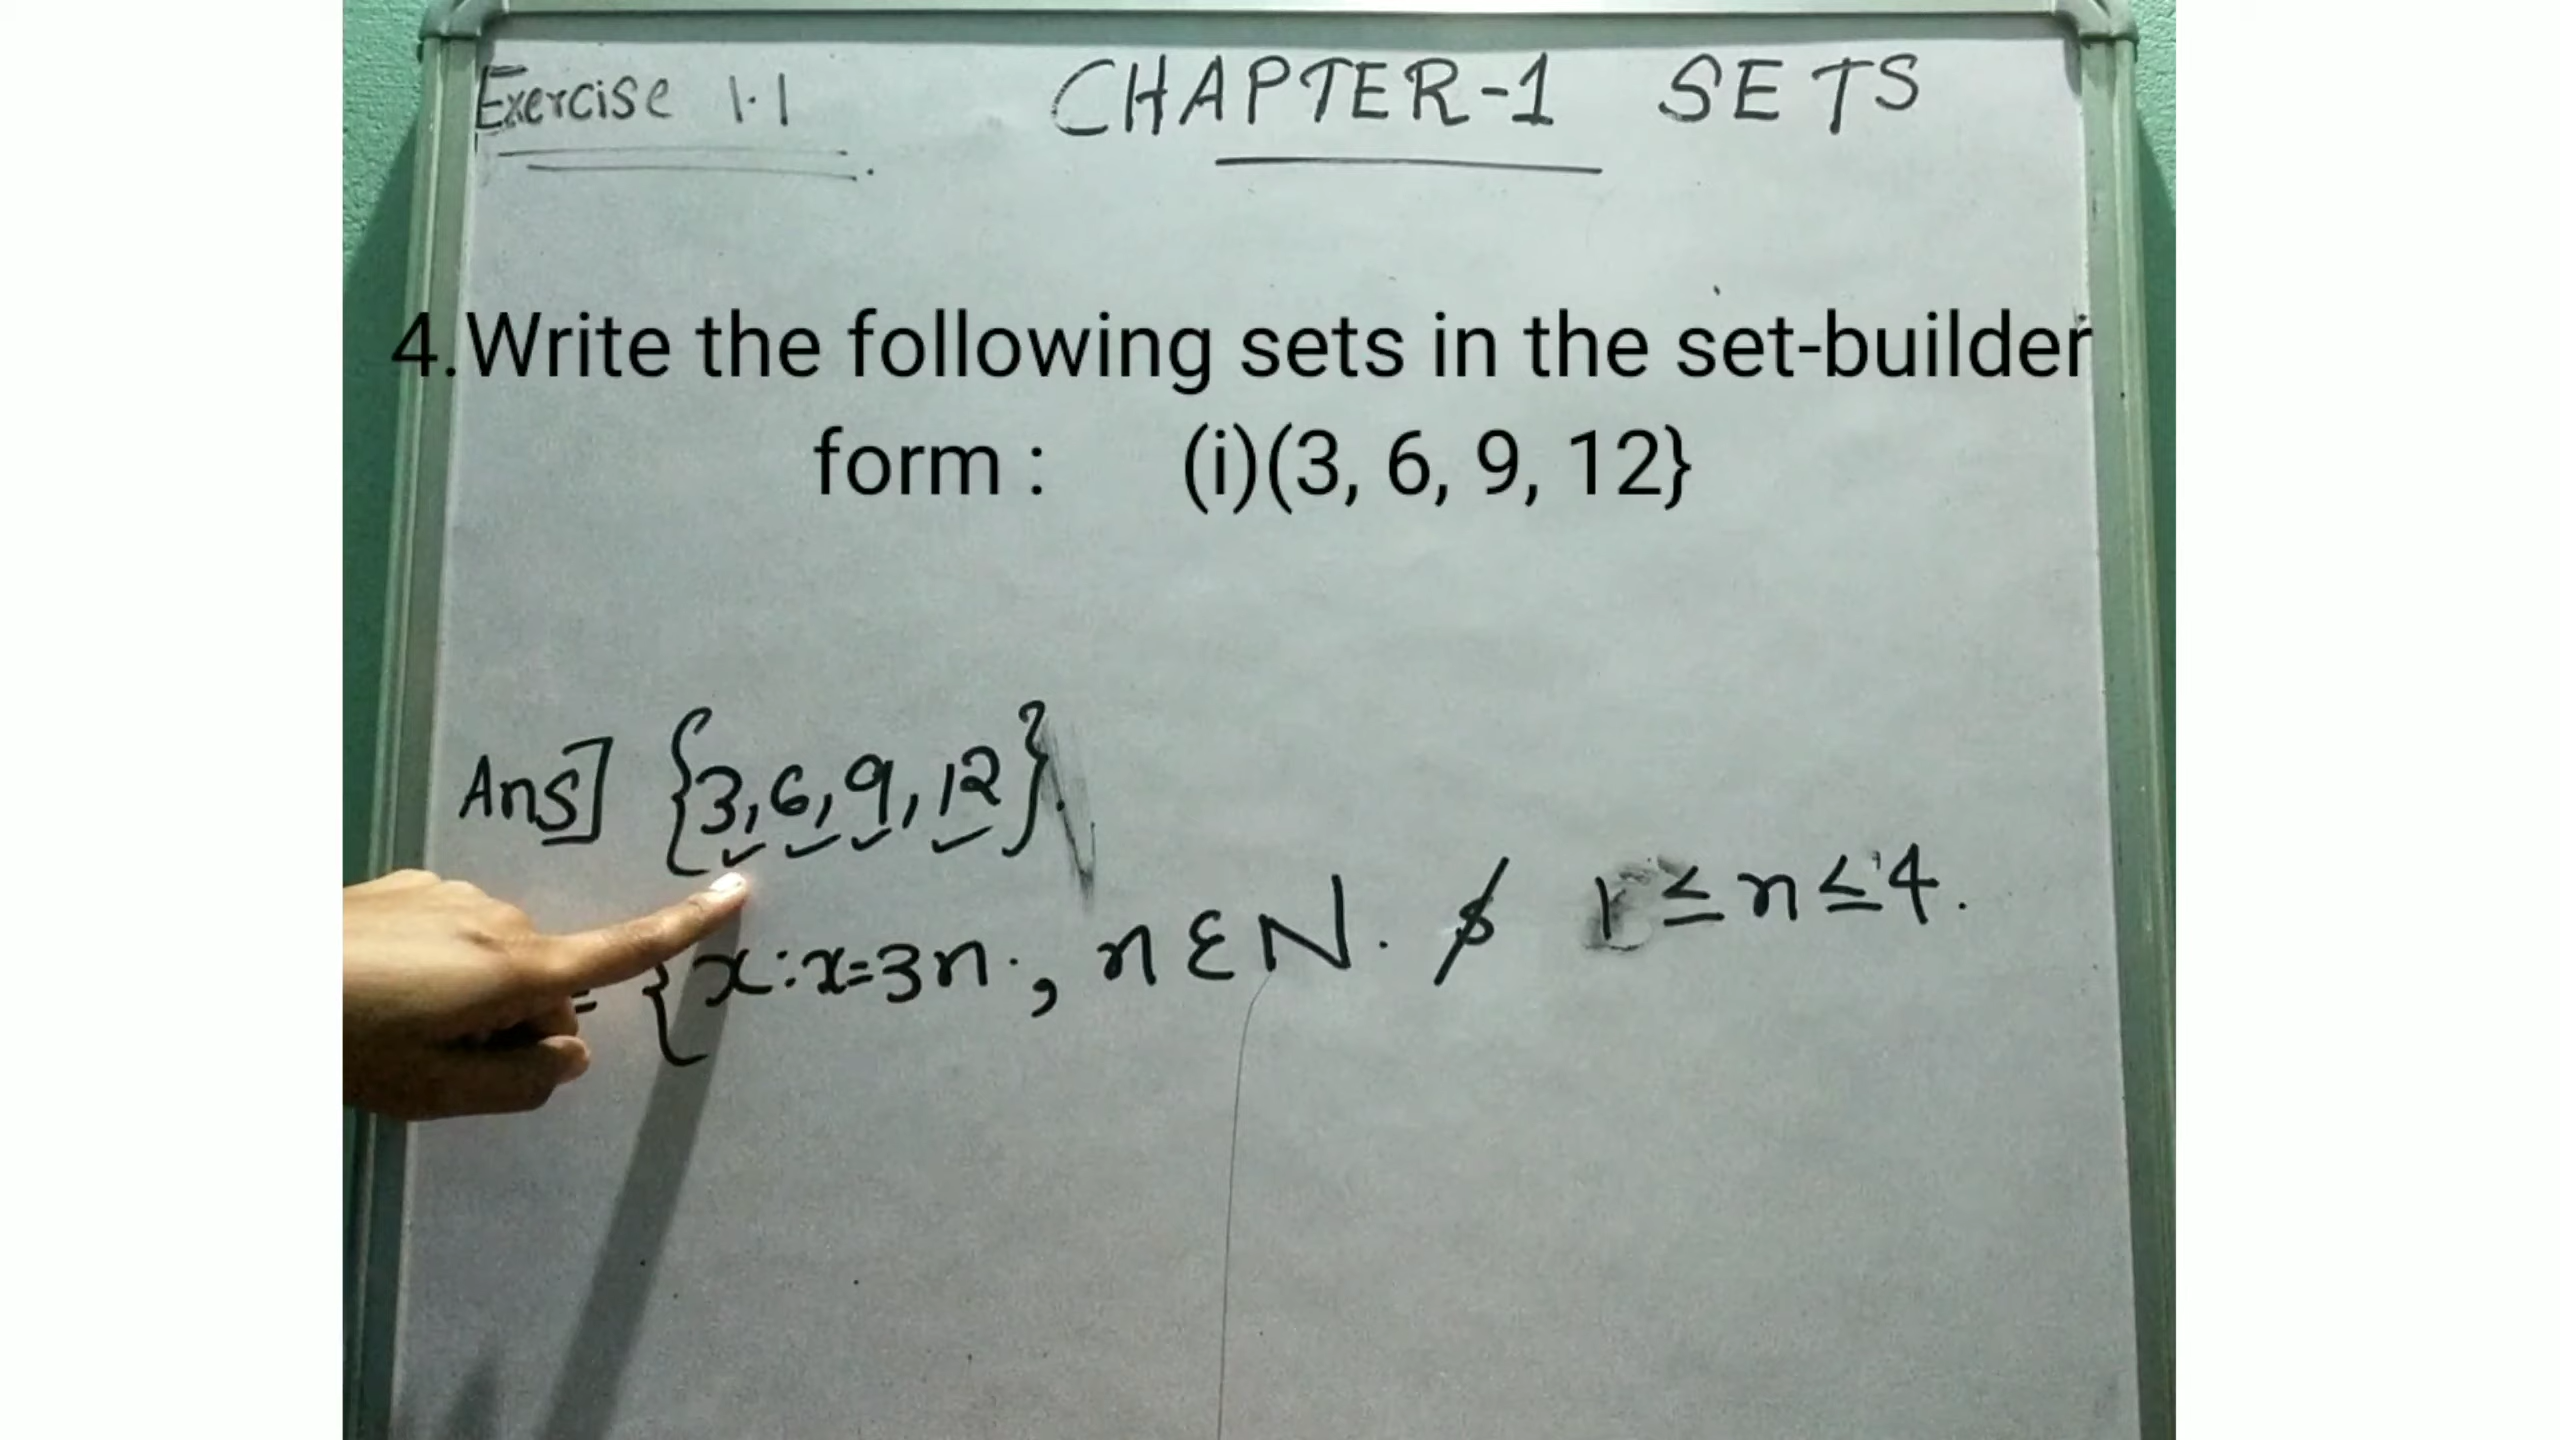 Exercise 1.1 CHAPTER-1 SETS
4.Write the following sets in the set-builder
form : (i)(3, 6, 9, 12}
Ans] {3, 6, 9, 12}.
= {x:x=3n., n ε N. & 1 ≤ n ≤ 4.